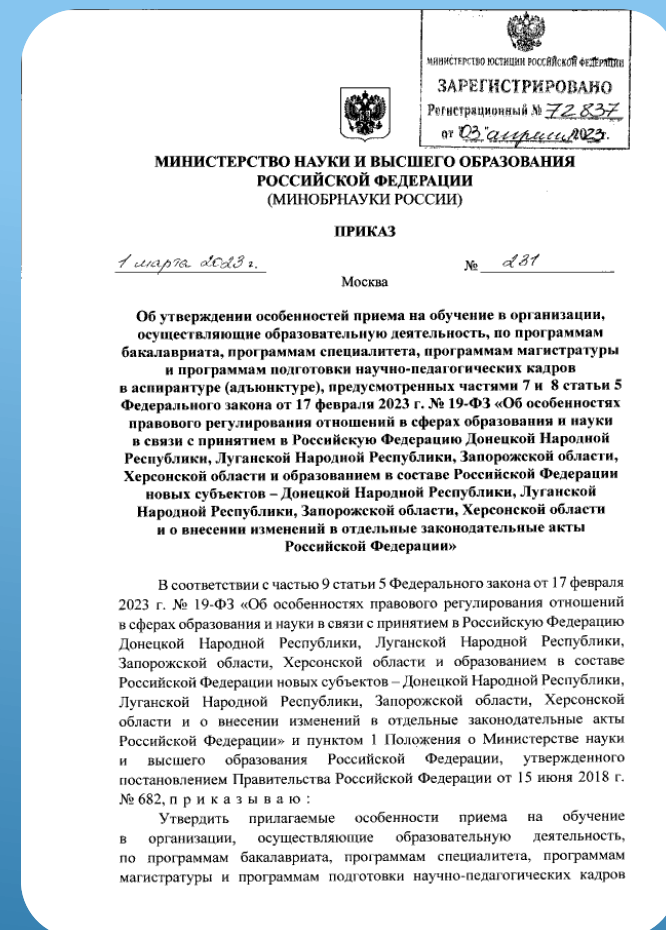 МИНИСТЕРСТВО ЮСТИЦИИ РОССИЙСКОЙ ФЕДЕРАЦИИ
ЗАРЕГИСТРИРОВАНО
Регистрационный № 72837
от "03" апреля 2023г.
МИНИСТЕРСТВО НАУКИ И ВЫСШЕГО ОБРАЗОВАНИЯ
РОССИЙСКОЙ ФЕДЕРАЦИИ
(МИНОБРНАУКИ РОССИИ)
ПРИКАЗ
1 марта 2023 г. № 231
Москва
Об утверждении особенностей приема на обучение в организации,
осуществляющие образовательную деятельность, по программам
бакалавриата, программам специалитета, программам магистратуры
и программам подготовки научно-педагогических кадров
в аспирантуре (адъюнктуре), предусмотренных частями 7 и 8 статьи 5
Федерального закона от 17 февраля 2023 г. № 19-ФЗ «Об особенностях
правового регулирования отношений в сферах образования и науки
в связи с принятием в Российскую Федерацию Донецкой Народной
Республики, Луганской Народной Республики, Запорожской области,
Херсонской области и образованием в составе Российской Федерации
новых субъектов – Донецкой Народной Республики, Луганской
Народной Республики, Запорожской области, Херсонской области
и о внесении изменений в отдельные законодательные акты
Российской Федерации»
В соответствии с частью 9 статьи 5 Федерального закона от 17 февраля
2023 г. № 19-ФЗ «Об особенностях правового регулирования отношений
в сферах образования и науки в связи с принятием в Российскую Федерацию
Донецкой Народной Республики, Луганской Народной Республики,
Запорожской области, Херсонской области и образованием в составе
Российской Федерации новых субъектов – Донецкой Народной Республики,
Луганской Народной Республики, Запорожской области, Херсонской
области и о внесении изменений в отдельные законодательные акты
Российской Федерации» и пунктом 1 Положения о Министерстве науки
и высшего образования Российской Федерации, утвержденного
постановлением Правительства Российской Федерации от 15 июня 2018 г.
№ 682, п р и к а з ы в а ю :
Утвердить прилагаемые особенности приема на обучение
в организации, осуществляющие образовательную деятельность,
по программам бакалавриата, программам специалитета, программам
магистратуры и программам подготовки научно-педагогических кадров